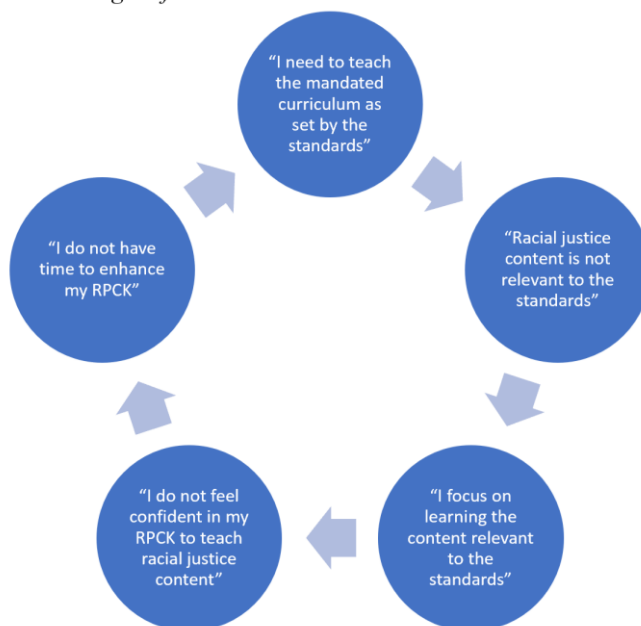 “I need to teach
the mandated
curriculum as
set by the
standards”
“Racial justice
content is not
relevant to the
standards”
“I focus on
learning the
content relevant
to the
standards”
“I do not feel
confident in my
RPCK to teach
racial justice
content”
“I do not have
time to enhance
my RPCK”